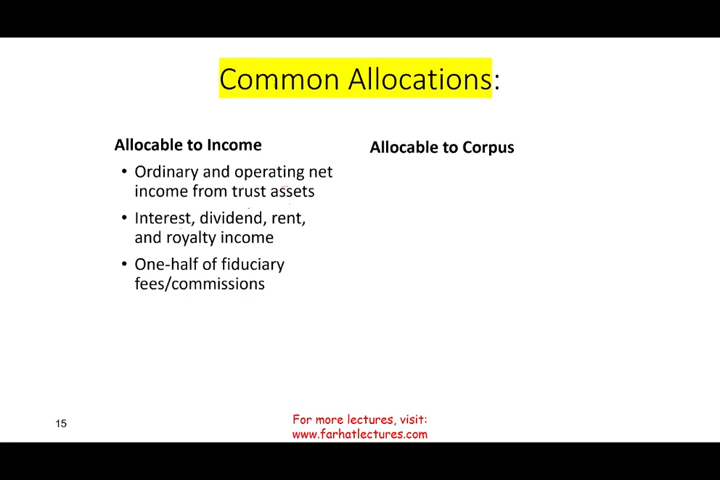 Common Allocations:
Allocable to Income
• Ordinary and operating net
income from trust assets
• Interest, dividend, rent,
and royalty income
• One-half of fiduciary
fees/commissions
Allocable to Corpus
15
For more lectures, visit:
www.farhatlectures.com